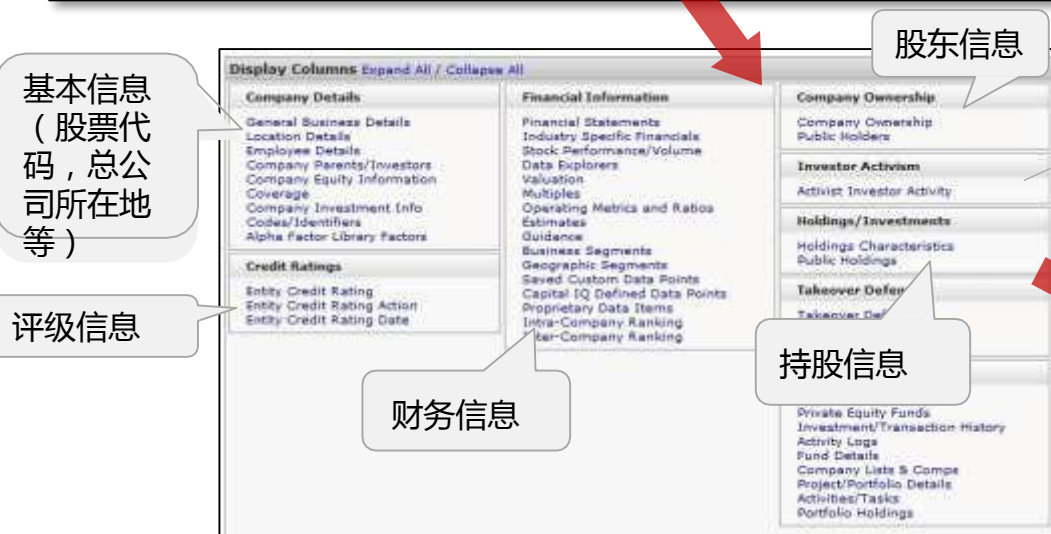 股东信息
基本信息
（股票代
码，总公
司所在地
等）
Display Columns Expand All / Collapse All
Company Details
General Business Details
Location Details
Employee Details
Company Parents/Investors
Company Equity Information
Coverage
Company Investment Info
Codes/Identifiers
Alpha Factor Library Factors
Credit Ratings
Entity Credit Rating
Entity Credit Rating Action
Entity Credit Rating Date
评级信息
Financial Information
Financial Statements
Industry Specific Financials
Stock Performance/Volume
Data Explorers
Valuation
Multiples
Operating Metrics and Ratios
Estimates
Guidance
Business Segments
Geographic Segments
Saved Custom Data Points
Capital IQ Defined Data Points
Proprietary Data Items
Intra-Company Ranking
ter-Company Ranking
财务信息
Company Ownership
Company Ownership
Public Holders
Investor Activism
Activist Investor Activity
Holdings/Investments
Holdings Characteristics
Public Holdings
Takeover Defen
Takeover De
持股信息
Private Equity Funds
Investment/Transaction History
Activity Logs
Fund Details
Company Lists & Comps
Project/Portfolio Details
Activities/Tasks
Portfolio Holdings